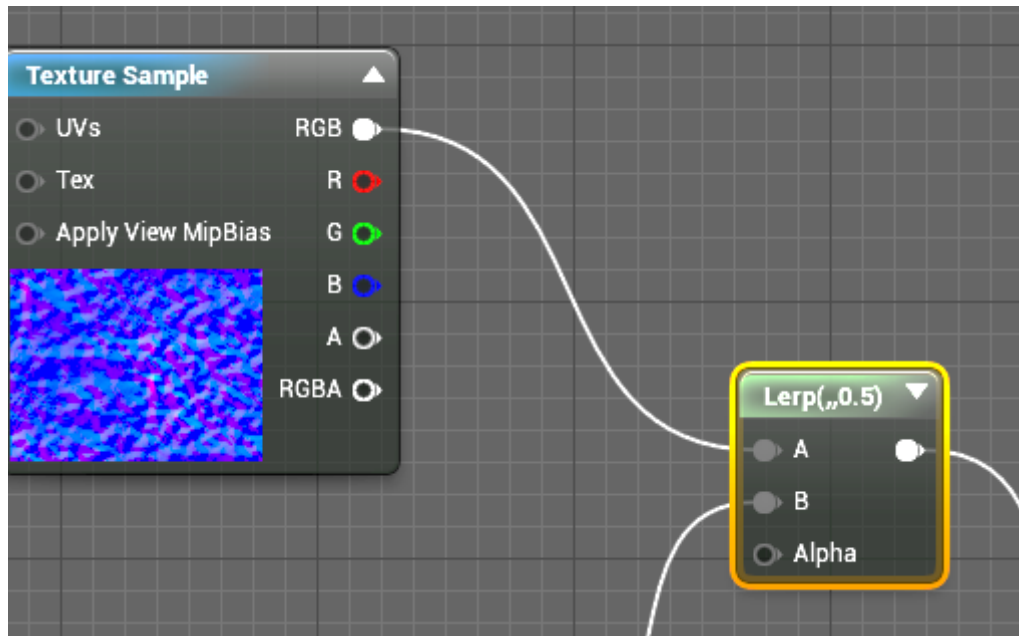 Texture Sample
UVs RGB
Tex R
Apply View MipBias G
B
A
RGBA
Lerp(,,0.5)
A
B
Alpha